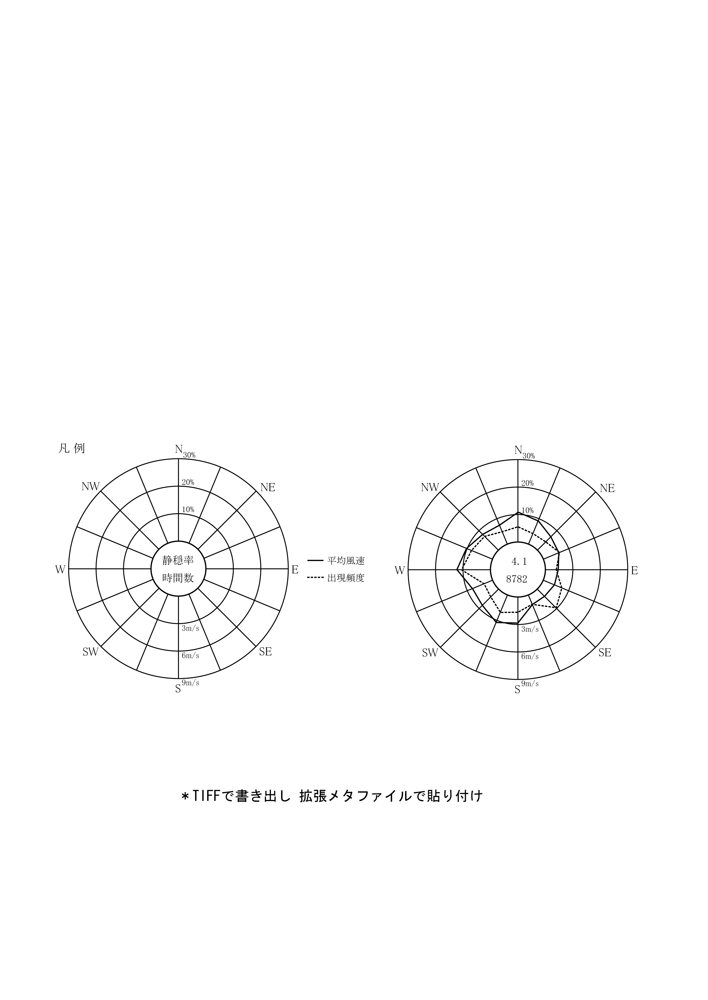 凡 例
N
30%
20%
10%
NW
NE
W
E
静穏率
時間数
SW
SE
3m/s
6m/s
9m/s
S
平均風速
出現頻度
N
30%
20%
10%
NW
NE
W
E
4.1
8782
SW
SE
3m/s
6m/s
9m/s
S
*TIFFで書き出し 拡張メタファイルで貼り付け